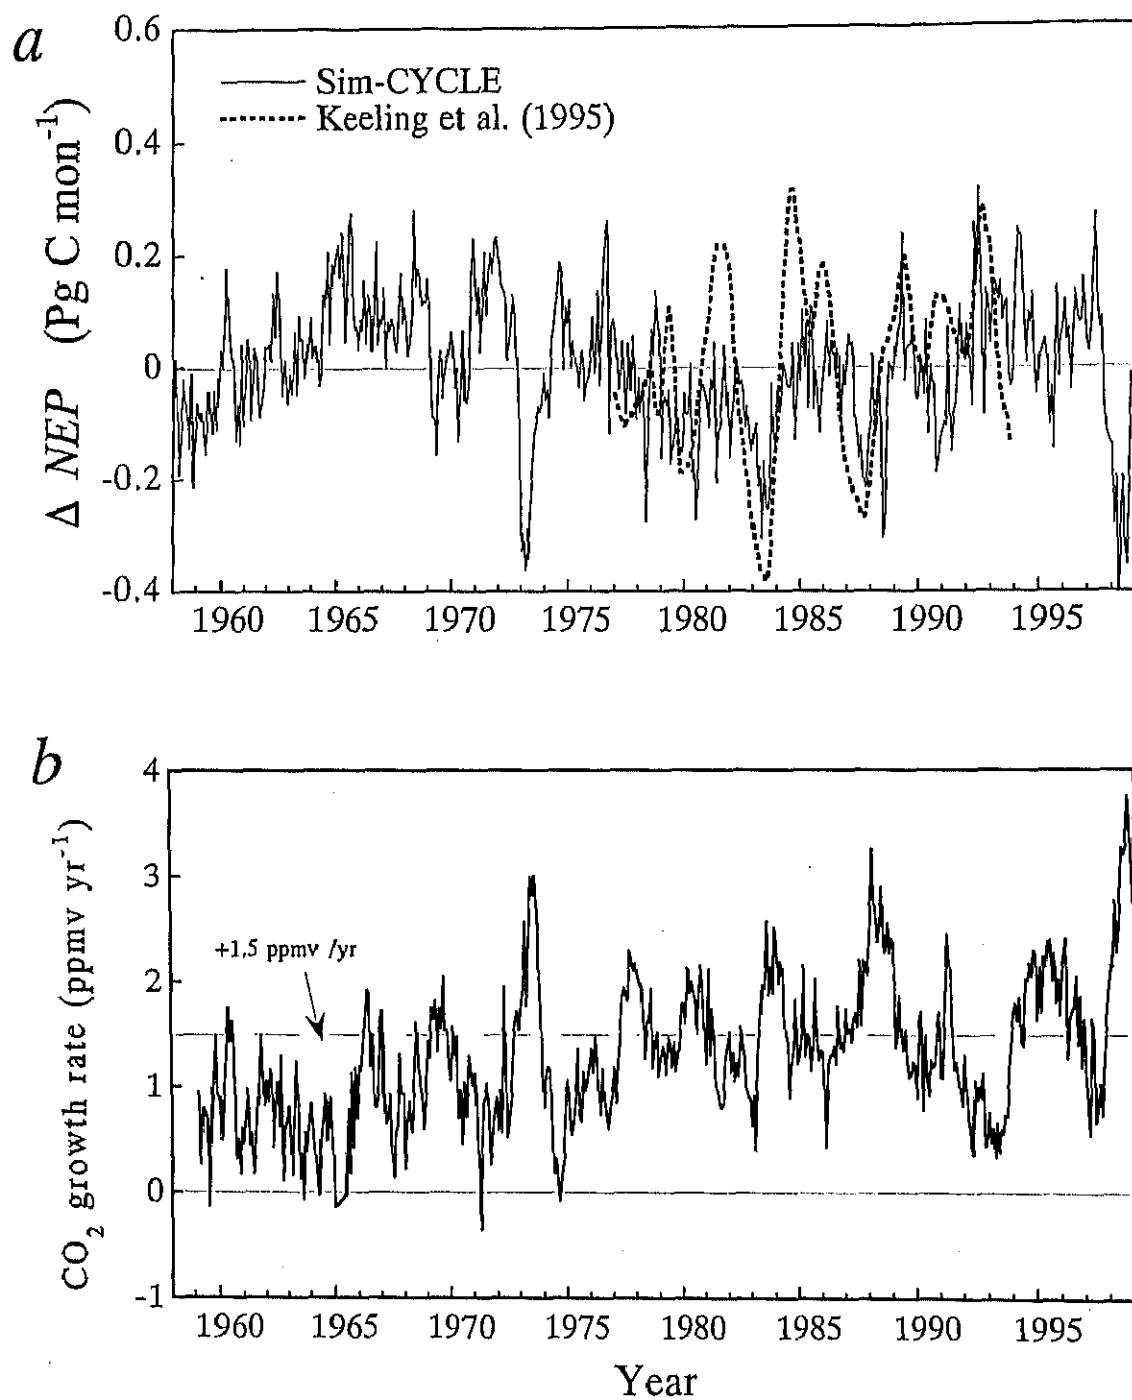 a
0.6
Sim-CYCLE
Keeling et al. (1995)
0.4
0.2
0
-0.2
-0.4
Δ NEP (Pg C mon⁻¹)
1960 1965 1970 1975 1980 1985 1990 1995
b
4
3
+1,5 ppmv /yr
2
1
0
-1
CO₂ growth rate (ppmv yr⁻¹)
1960 1965 1970 1975 1980 1985 1990 1995
Year